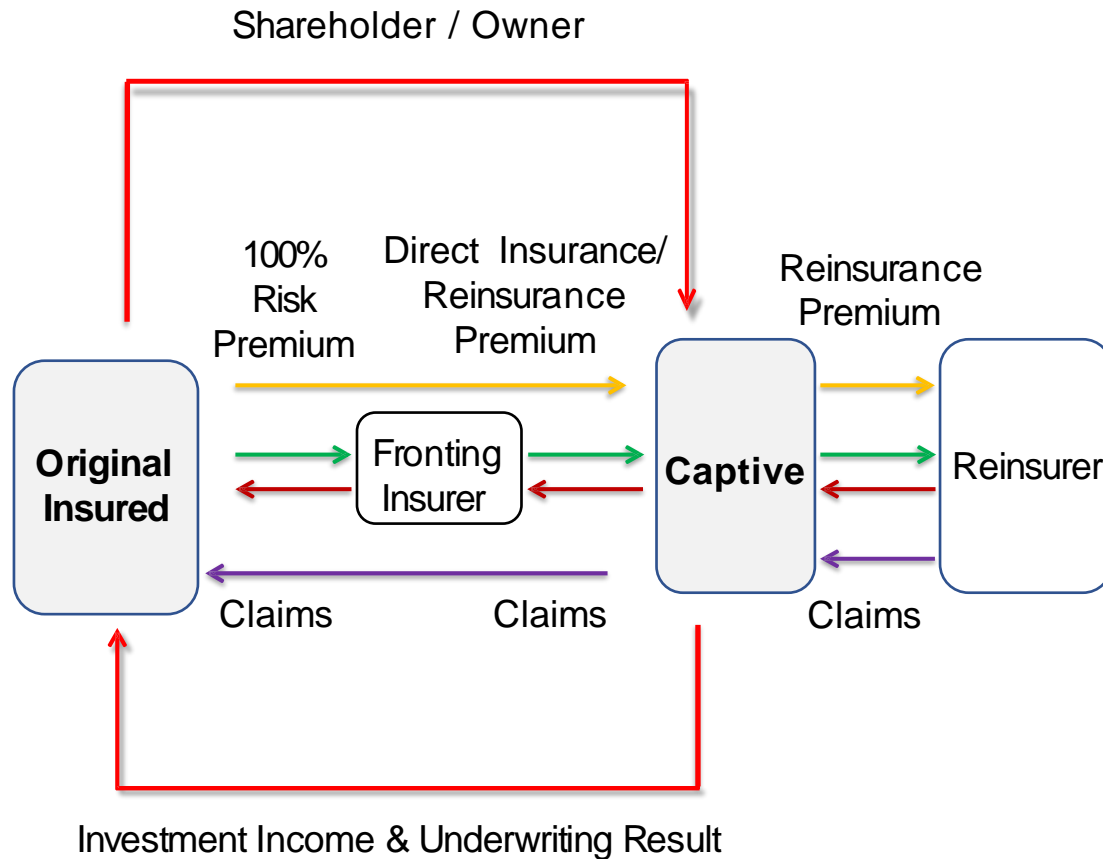 Shareholder / Owner
100%
Risk
Premium
Direct Insurance/
Reinsurance
Premium
Reinsurance
Premium
Original
Insured
Fronting
Insurer
Captive
Reinsurer
Claims
Claims
Claims
Investment Income & Underwriting Result